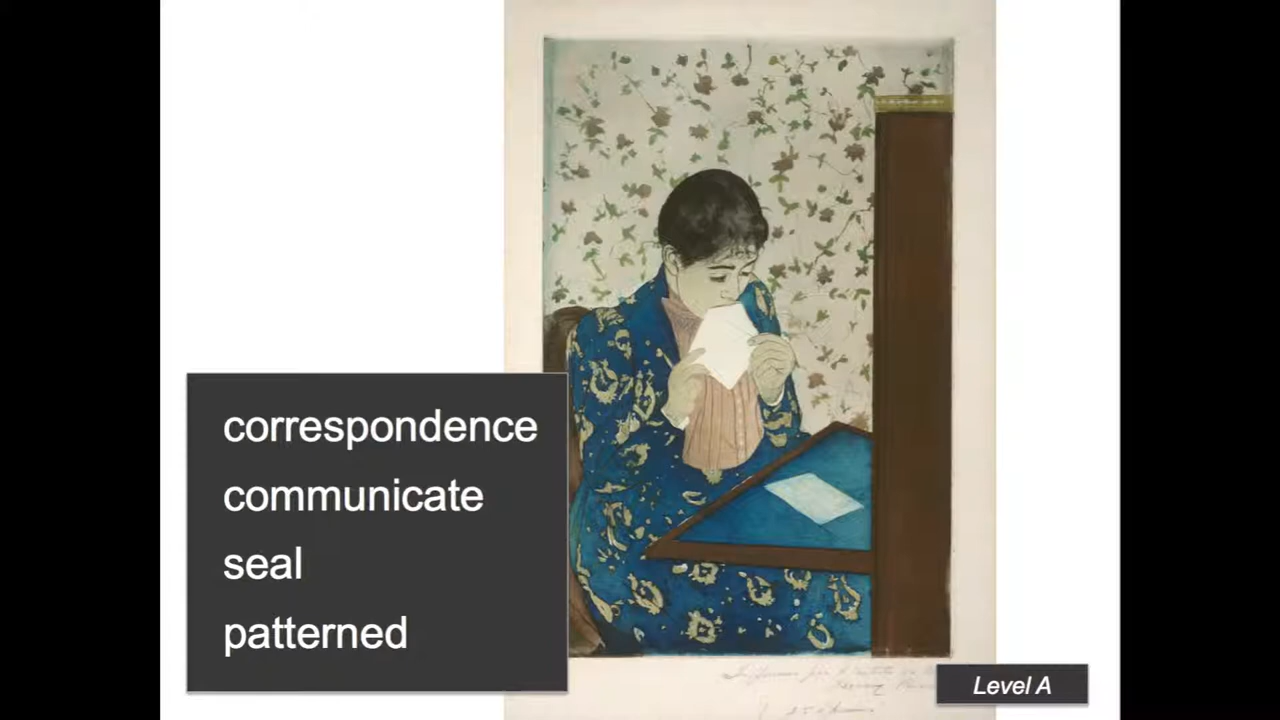 correspondence
communicate
seal
patterned
Level A